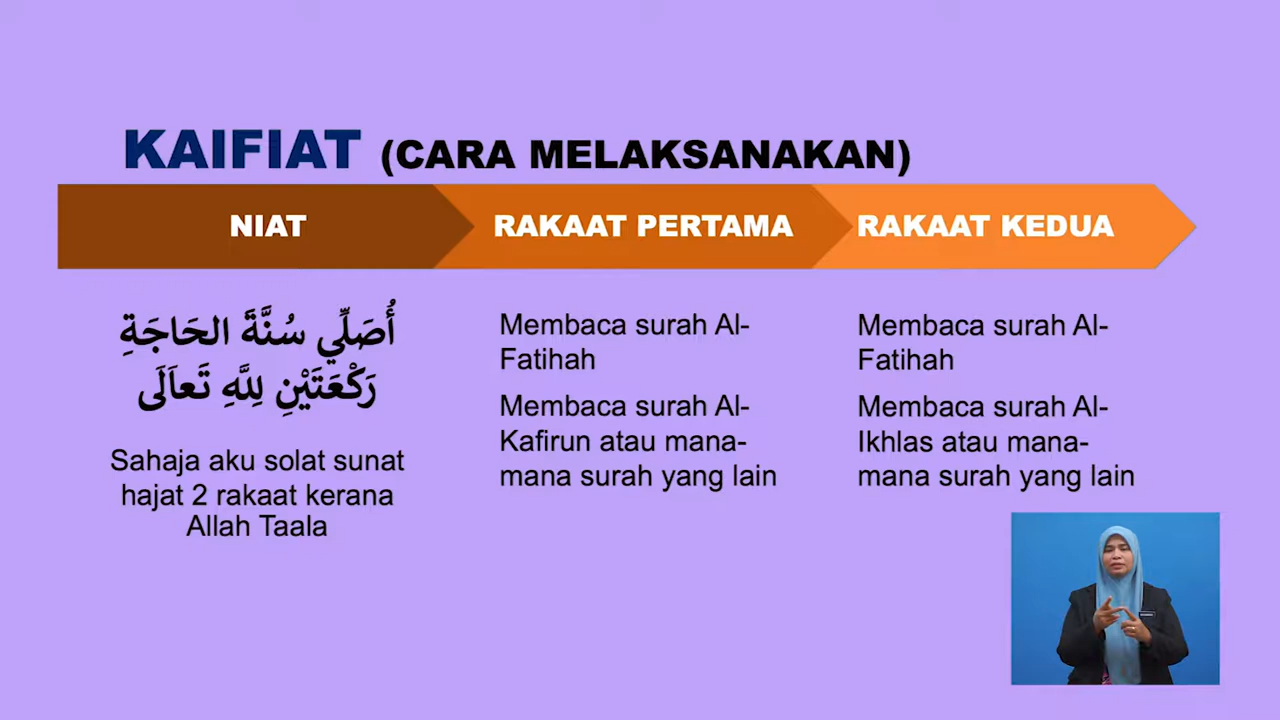 KAIFIAT (CARA MELAKSANAKAN)
NIAT
RAKAAT PERTAMA
RAKAAT KEDUA
أُصَلِّي سُنَّةَ الحَاجَةِ
رَكْعَتَيْنِ لِلَّهِ تَعاَلَى
Sahaja aku solat sunat
hajat 2 rakaat kerana
Allah Taala
Membaca surah Al-
Fatihah
Membaca surah Al-
Kafirun atau mana-
mana surah yang lain
Membaca surah Al-
Fatihah
Membaca surah Al-
Ikhlas atau mana-
mana surah yang lain